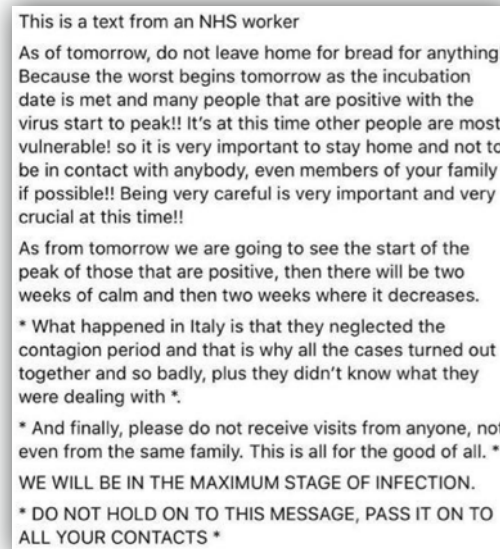 This is a text from an NHS worker
As of tomorrow, do not leave home for bread for anything
Because the worst begins tomorrow as the incubation
date is met and many people that are positive with the
virus start to peak!! It's at this time other people are most
vulnerable! so it is very important to stay home and not to
be in contact with anybody, even members of your family
if possible!! Being very careful is very important and very
crucial at this time!!
As from tomorrow we are going to see the start of the
peak of those that are positive, then there will be two
weeks of calm and then two weeks where it decreases.
* What happened in Italy is that they neglected the
contagion period and that is why all the cases turned out
together and so badly, plus they didn't know what they
were dealing with *.
* And finally, please do not receive visits from anyone, not
even from the same family. This is all for the good of all. *
WE WILL BE IN THE MAXIMUM STAGE OF INFECTION.
* DO NOT HOLD ON TO THIS MESSAGE, PASS IT ON TO
ALL YOUR CONTACTS *